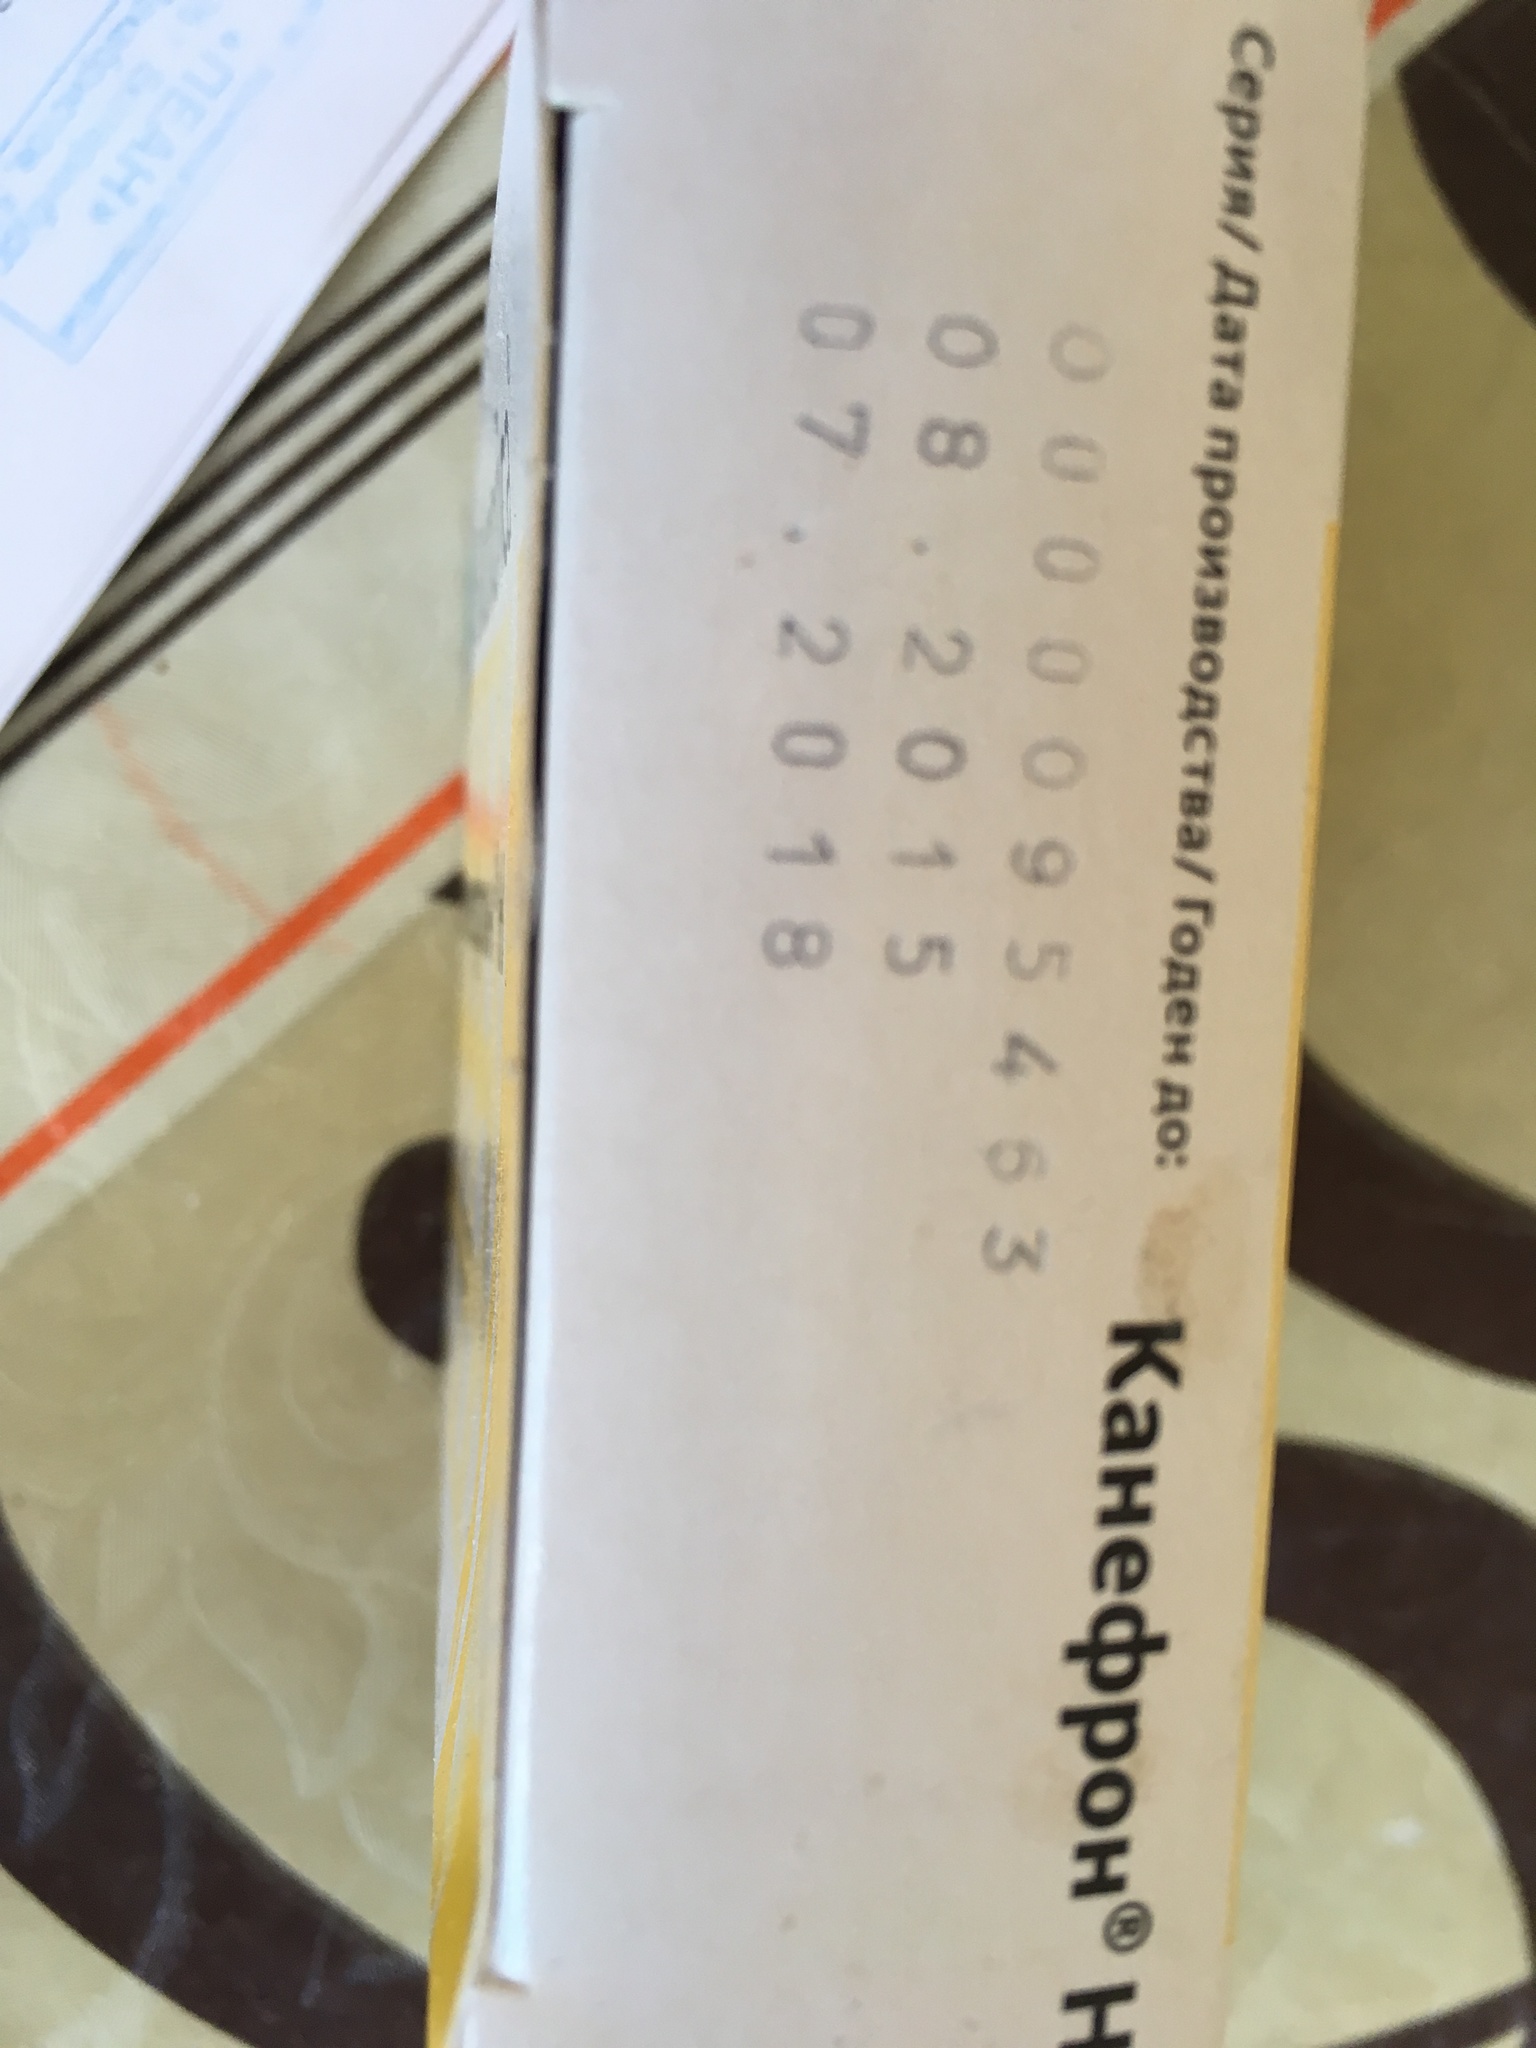 Серия/ Дата производства/ Годен до:
0000095463
08.2015
07.2018
Канефрон® Н